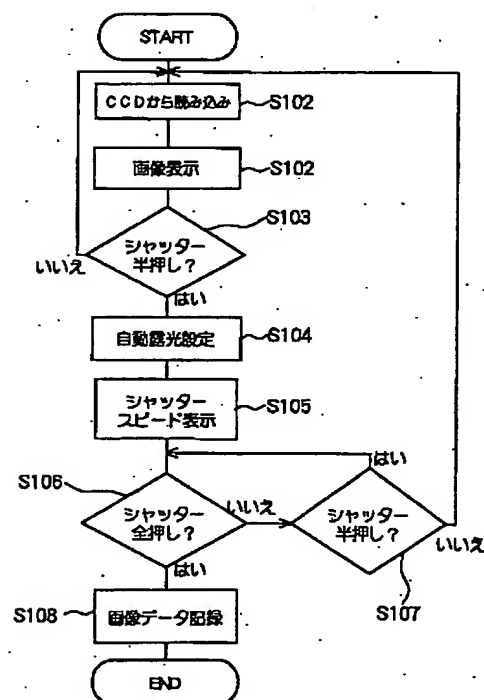 START
CCDから読み込み
S102
画像表示
S102
S103
シャッター
半押し?
いいえ
はい
自動露光設定
S104
シャッター
スピード表示
S105
はい
S106
シャッター
全押し?
いいえ
シャッター
半押し?
いいえ
はい
S107
S108
画像データ記録
END